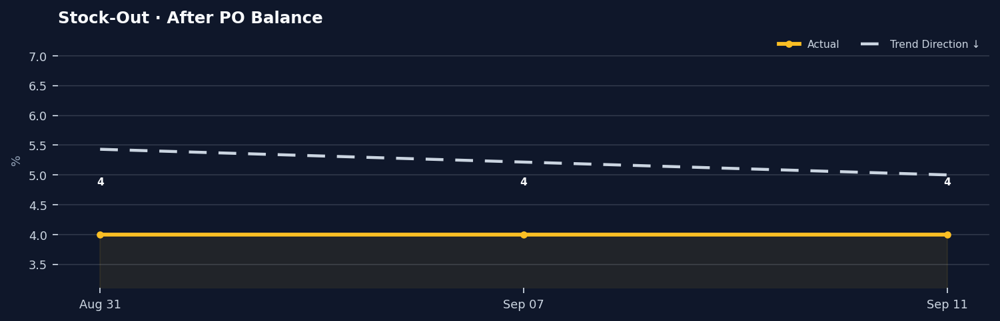 Stock-Out · After PO Balance
Actual
Trend Direction ↓
7.0
6.5
6.0
5.5
5.0
4.5
4.0
3.5
%
4
4
4
Aug 31
Sep 07
Sep 11